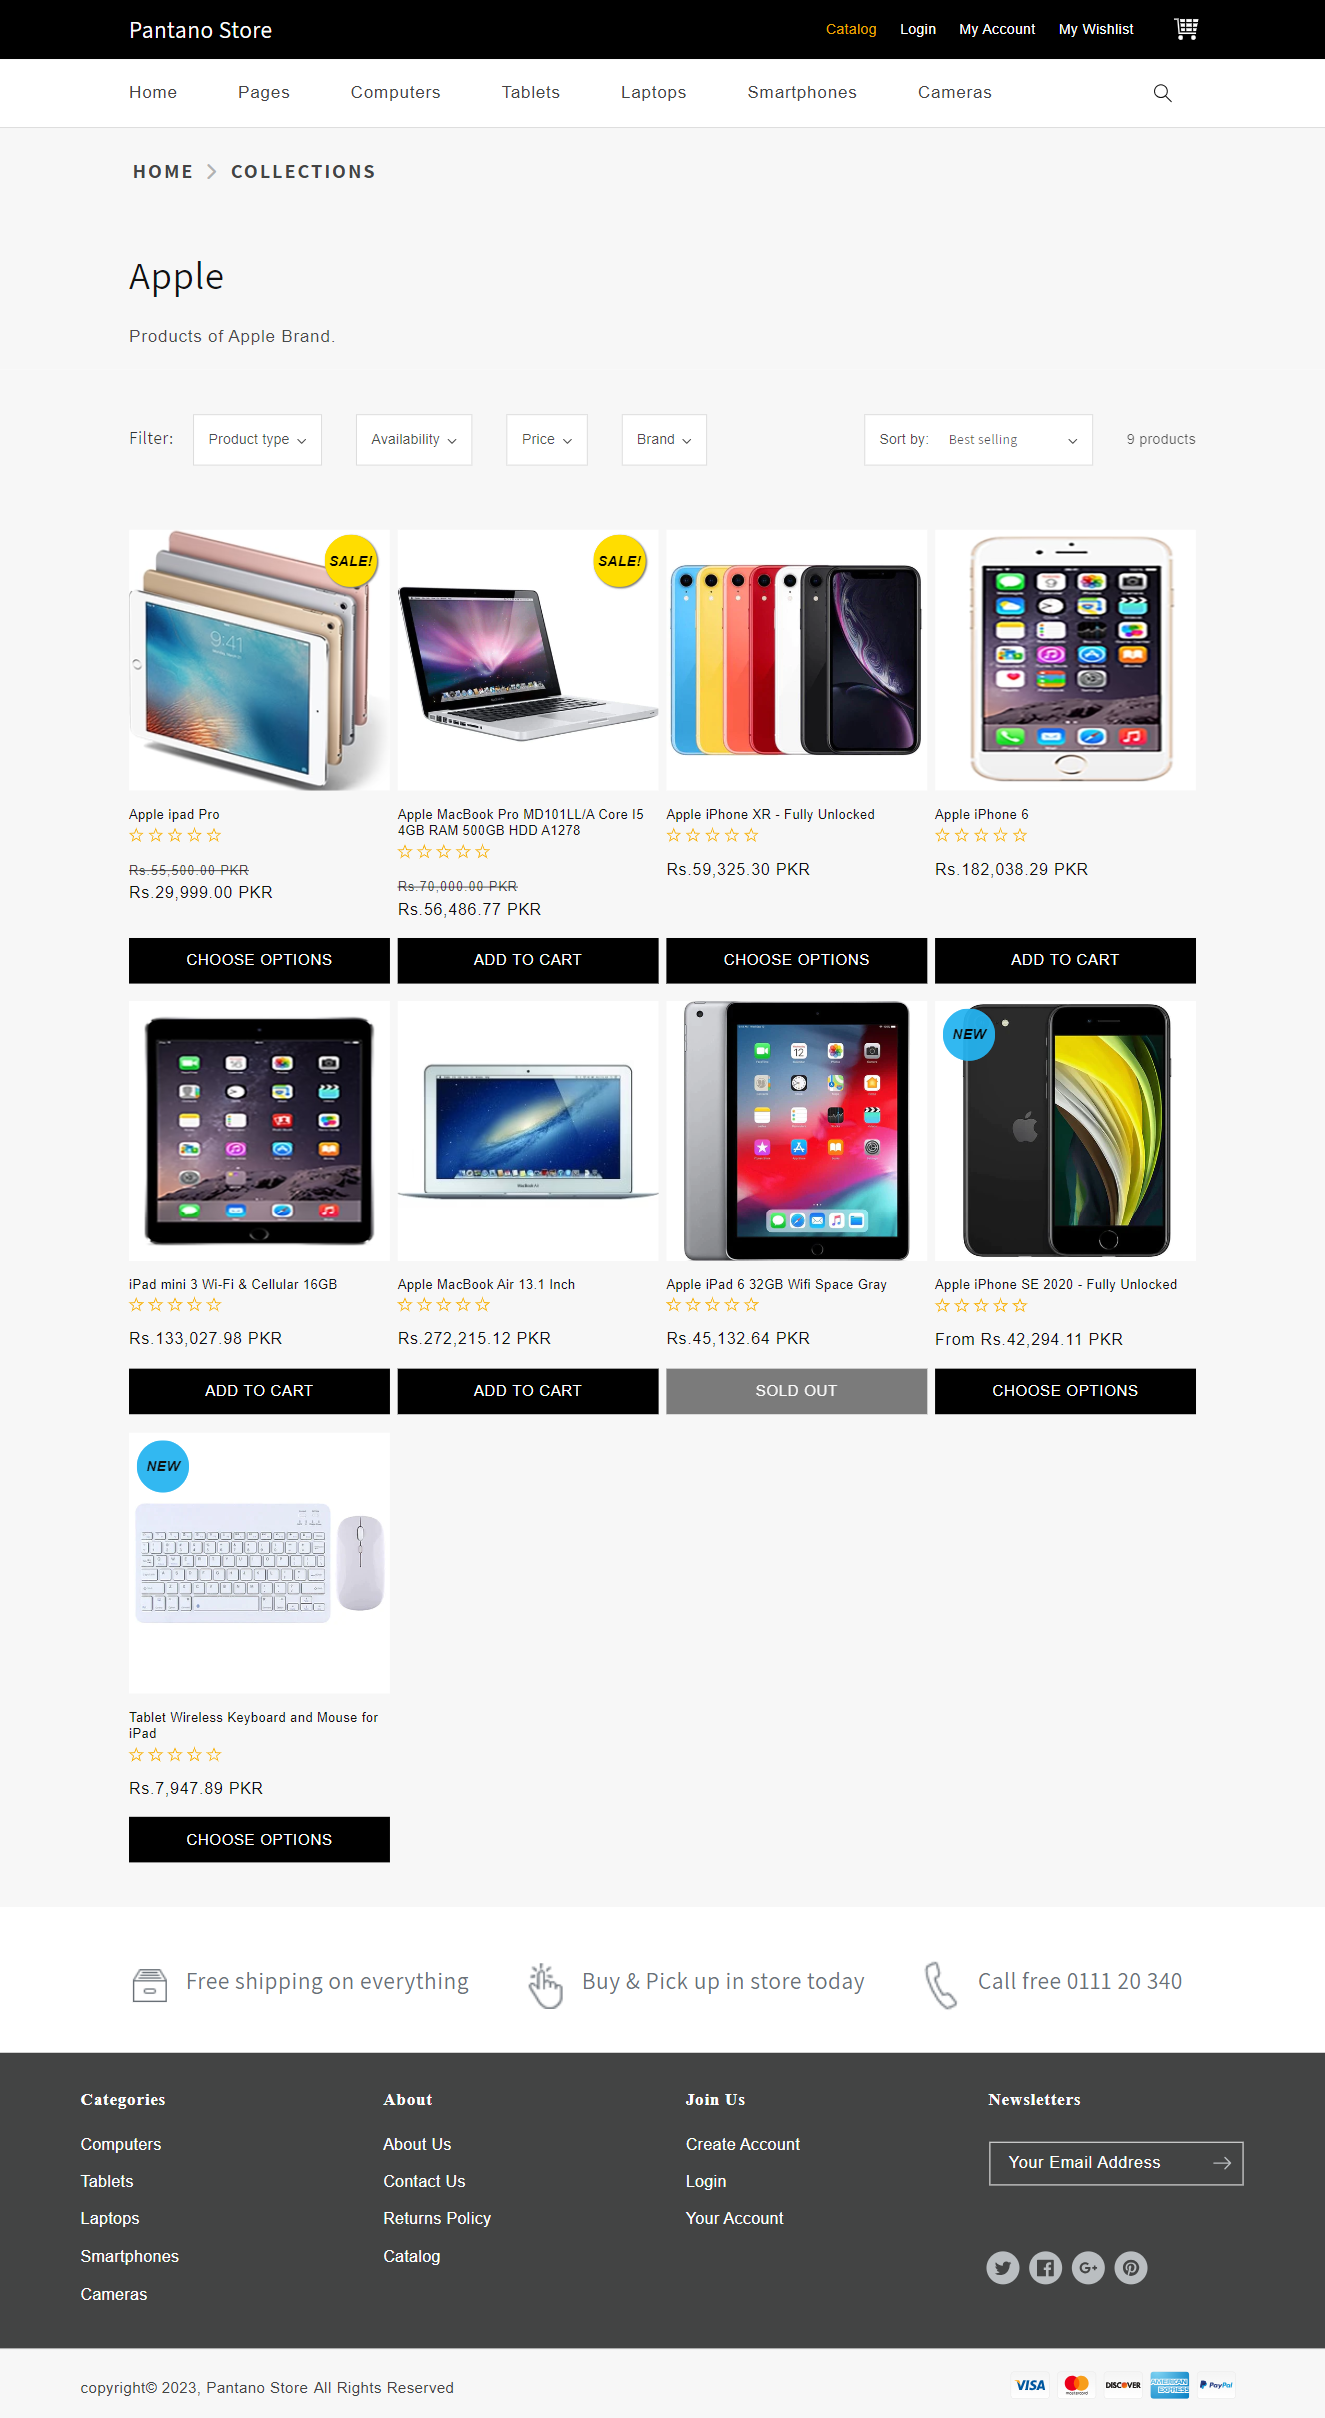 Pantano Store
Catalog Login My Account My Wishlist
Home Pages Computers Tablets Laptops Smartphones Cameras
HOME COLLECTIONS
Apple
Products of Apple Brand.
Filter: Product type Availability Price Brand Sort by: Best selling 9 products
SALE!
9:41
SALE!
Apple ipad Pro
Rs.55,500.00 PKR
Rs.29,999.00 PKR
CHOOSE OPTIONS
Apple MacBook Pro MD101LL/A Core I5
4GB RAM 500GB HDD A1278
Rs.70,000.00 PKR
Rs.56,486.77 PKR
ADD TO CART
Apple iPhone XR - Fully Unlocked
Rs.59,325.30 PKR
CHOOSE OPTIONS
Apple iPhone 6
Rs.182,038.29 PKR
ADD TO CART
iPad mini 3 Wi-Fi & Cellular 16GB
Rs.133,027.98 PKR
ADD TO CART
MacBook Air
Apple MacBook Air 13.1 Inch
Rs.272,215.12 PKR
ADD TO CART
12
Apple iPad 6 32GB Wifi Space Gray
Rs.45,132.64 PKR
SOLD OUT
NEW
Apple iPhone SE 2020 - Fully Unlocked
From Rs.42,294.11 PKR
CHOOSE OPTIONS
NEW
Tablet Wireless Keyboard and Mouse for
iPad
Rs.7,947.89 PKR
CHOOSE OPTIONS
Free shipping on everything
Buy & Pick up in store today
Call free 0111 20 340
Categories
Computers
Tablets
Laptops
Smartphones
Cameras
About
About Us
Contact Us
Returns Policy
Catalog
Join Us
Create Account
Login
Your Account
Newsletters
Your Email Address
G+
copyright© 2023, Pantano Store All Rights Reserved
VISA
mastercard
DISCOVER
AMERICAN EXPRESS
PayPal